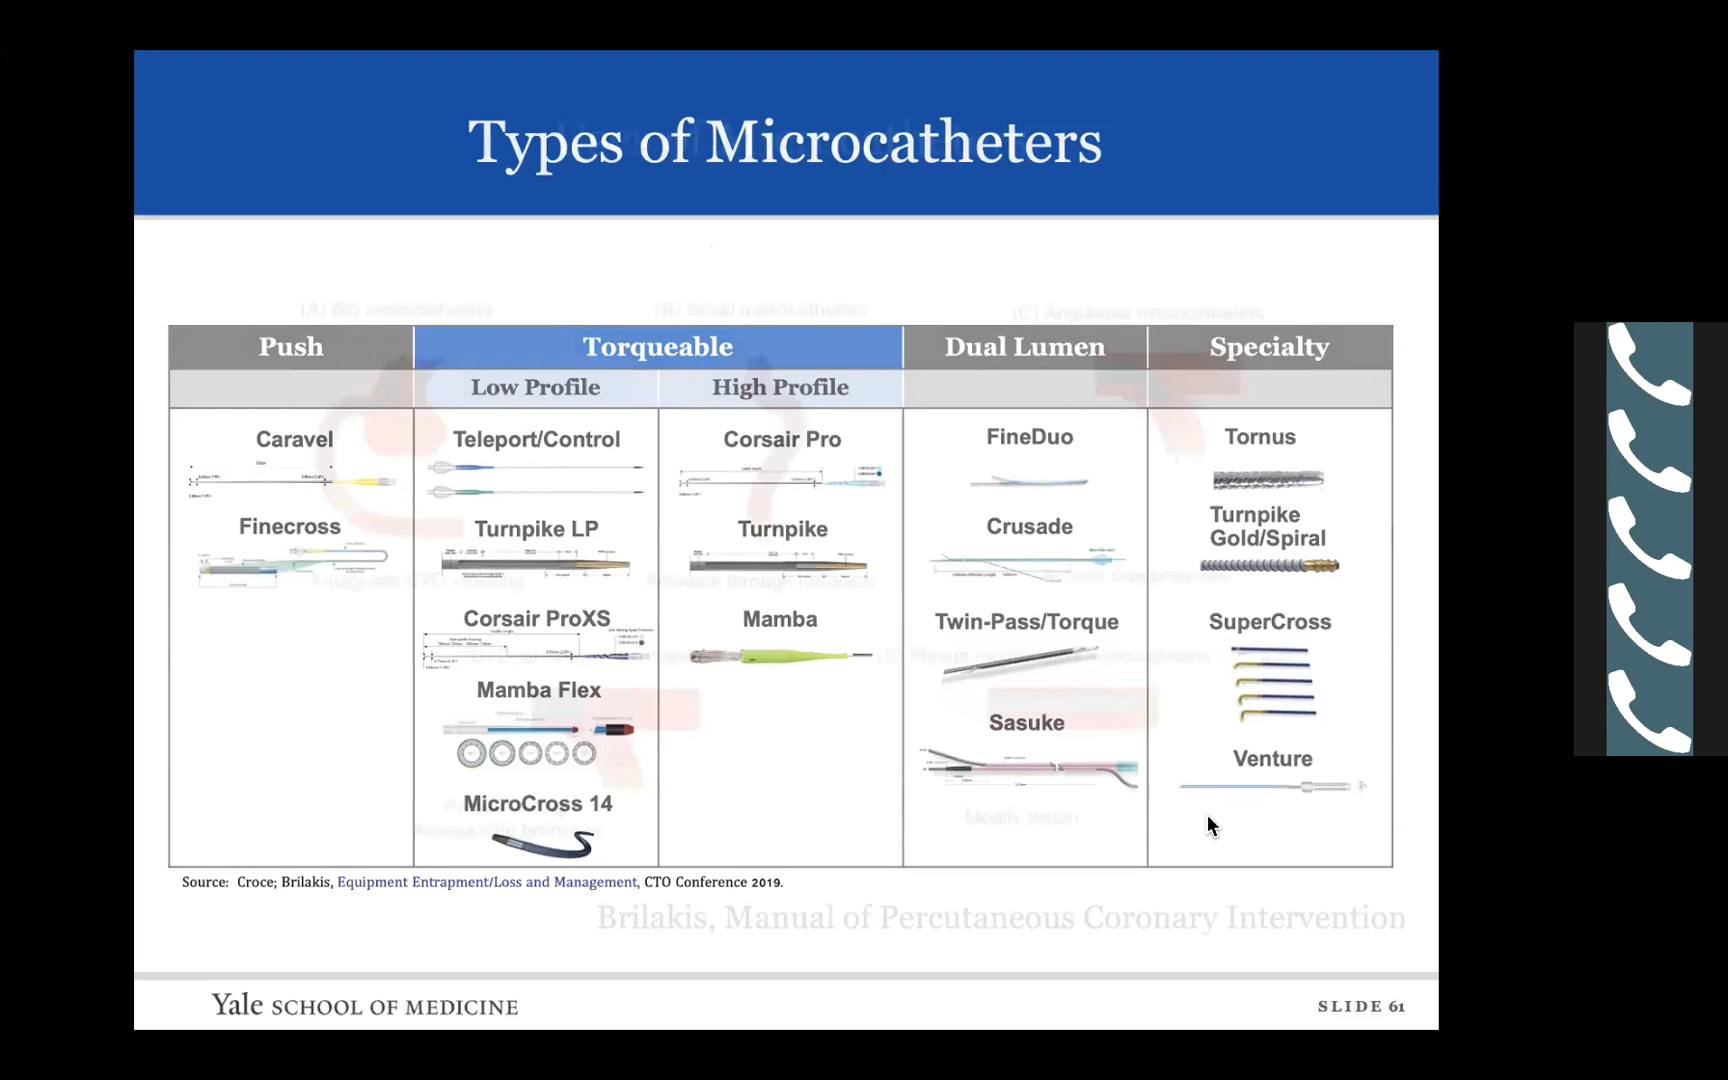 Types of Microcatheters
Push
Torqueable
Dual Lumen
Specialty
Low Profile
High Profile
Caravel
Finecross
Teleport/Control
Turnpike LP
Corsair ProXS
Mamba Flex
MicroCross 14
Corsair Pro
Turnpike
Mamba
FineDuo
Crusade
Twin-Pass/Torque
Sasuke
Tornus
Turnpike
Gold/Spiral
SuperCross
Venture
Modify lesion
Source: Croce; Brilakis, Equipment Entrapment/Loss and Management, CTO Conference 2019.
Brilakis, Manual of Percutaneous Coronary Intervention
Yale SCHOOL OF MEDICINE
SLIDE 61